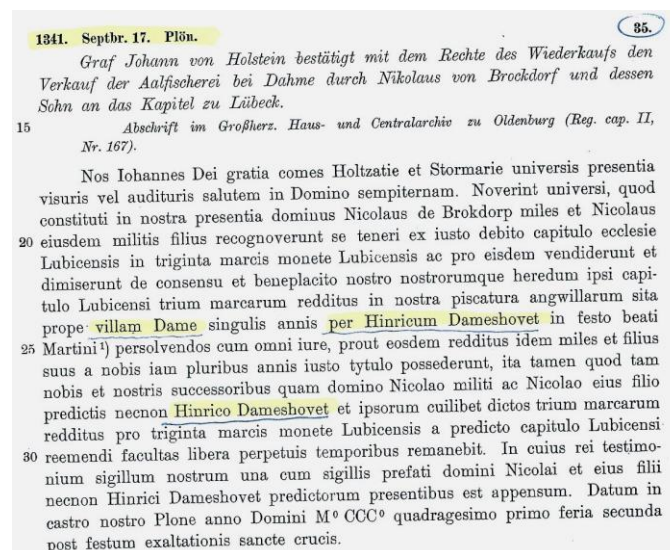 1341. Septbr. 17. Plön. 35.
Graf Johann von Holstein bestätigt mit dem Rechte des Wiederkaufs den
Verkauf der Aalfischerei bei Dahme durch Nikolaus von Brockdorf und dessen
Sohn an das Kapitel zu Lübeck.
15 Abschrift im Großherz. Haus- und Centralarchiv zu Oldenburg (Reg. cap. II,
Nr. 167).
Nos Iohannes Dei gratia comes Holtzatie et Stormarie universis presentia
visuris vel audituris salutem in Domino sempiternam. Noverint universi, quod
constituti in nostra presentia dominus Nicolaus de Brokdorp miles et Nicolaus
20 eiusdem militis filius recognoverunt se teneri ex iusto debito capitulo ecclesie
Lubicensis in triginta marcis monete Lubicensis ac pro eisdem vendiderunt et
dimiserunt de consensu et beneplacito nostro nostrorumque heredum ipsi capi-
tulo Lubicensi trium marcarum redditus in nostra piscatura angwillarum sita
prope villam Dame singulis annis per Hinricum Dameshovet in festo beati
25 Martini¹) persolvendos cum omni iure, prout eosdem redditus idem miles et filius
suus a nobis iam pluribus annis iusto tytulo possederunt, ita tamen quod tam
nobis et nostris successoribus quam domino Nicolao militi ac Nicolao eius filio
predictis necnon Hinrico Dameshovet et ipsorum cuilibet dictos trium marcarum
redditus pro triginta marcis monete Lubicensis a predicto capitulo Lubicensi
30 reemendi facultas libera perpetuis temporibus remanebit. In cuius rei testimo-
nium sigillum nostrum una cum sigillis prefati domini Nicolai et eius filii
necnon Hinrici Dameshovet predictorum presentibus est appensum. Datum in
castro nostro Plone anno Domini M⁰ CCC⁰ quadragesimo primo feria secunda
post festum exaltationis sancte crucis.